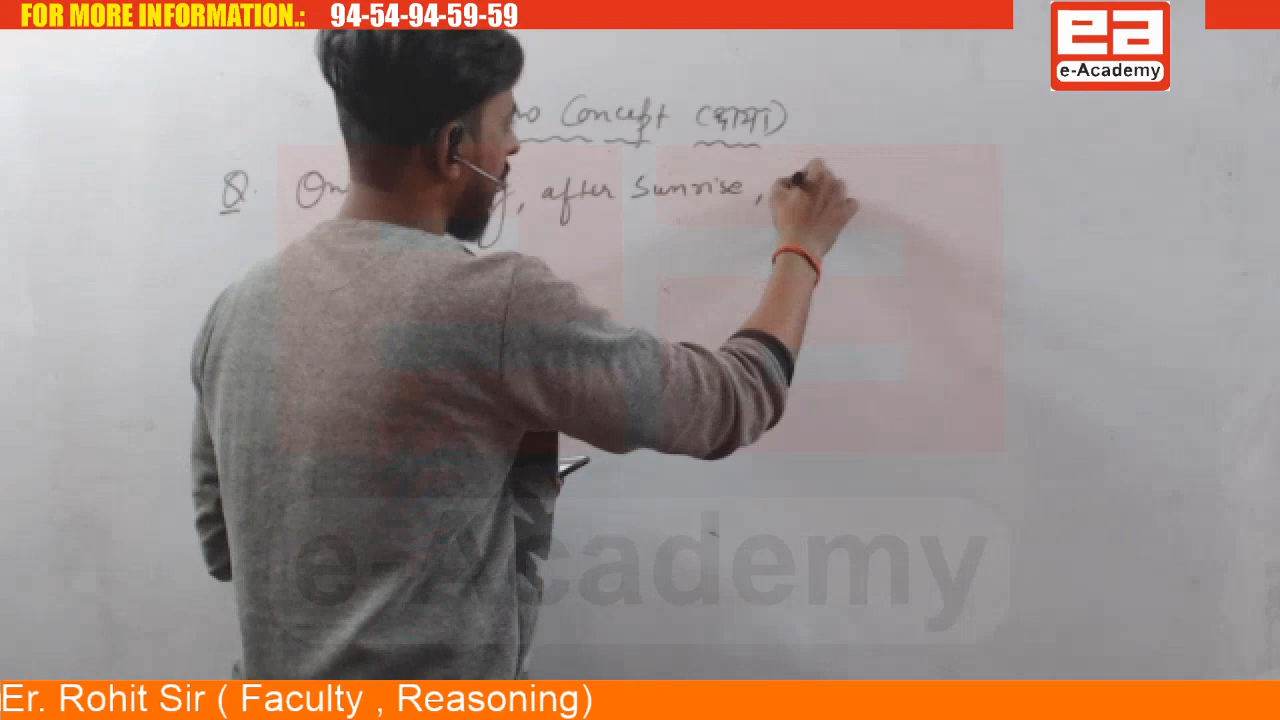 FOR MORE INFORMATION.: 94-54-94-59-59
ea
e-Academy
Concept (छाया)
Q. On , after Sunrise,
e-Academy
Er. Rohit Sir ( Faculty , Reasoning)